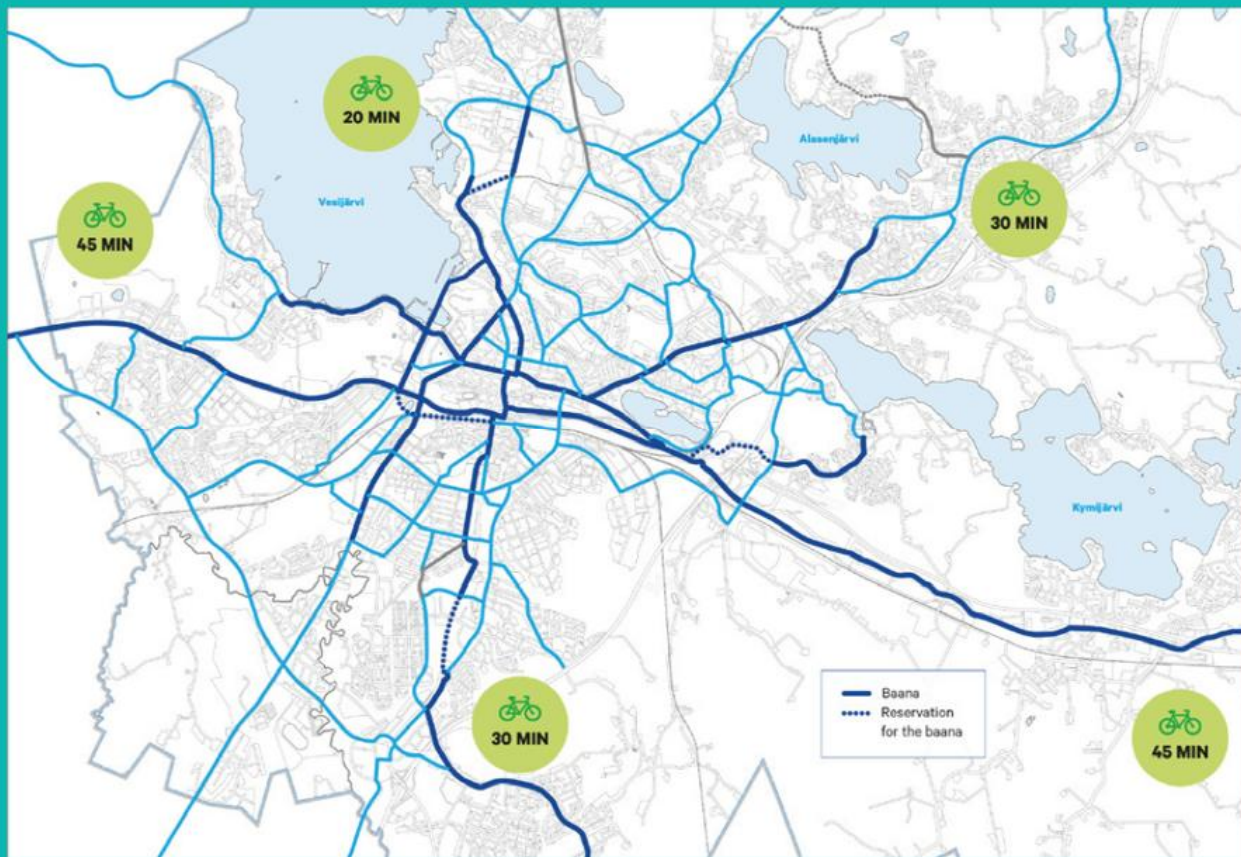 20 MIN
Alasenjärvi
Vesijärvi
30 MIN
45 MIN
Kymijärvi
Baana
Reservation
for the baana
30 MIN
45 MIN